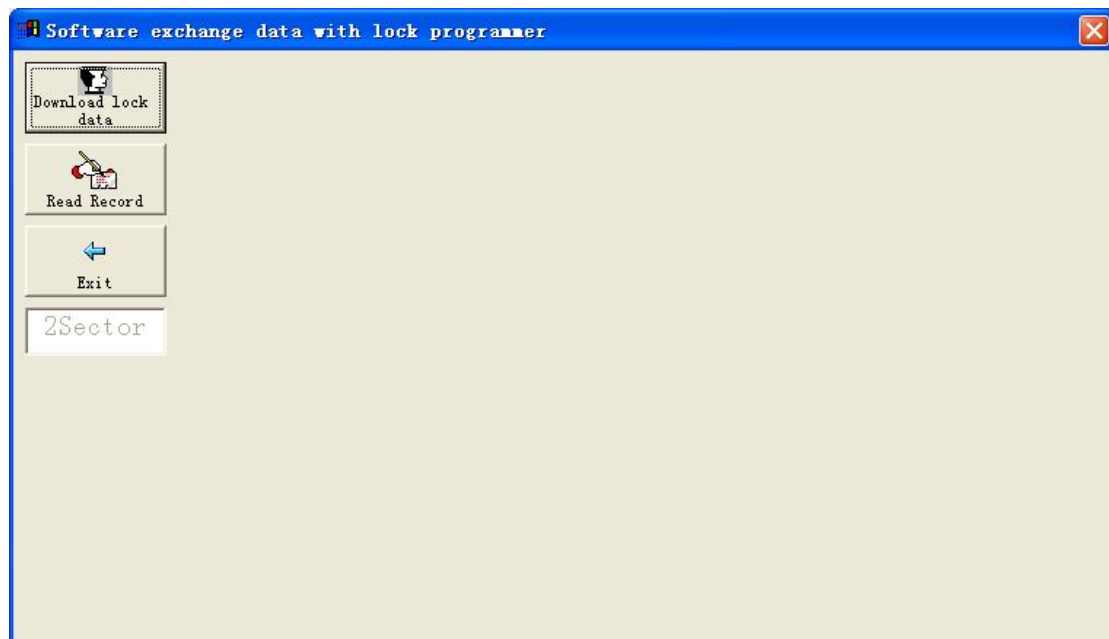 Software exchange data with lock programmer
Download lock
data
Read Record
Exit
2Sector